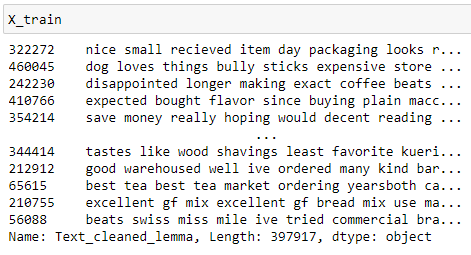 X_train
322272 nice small recieved item day packaging looks r...
460045 dog loves things bully sticks expensive store ...
242230 disappointed longer making exact coffee beats ...
410766 expected bought flavor since buying plain macc...
354214 save money really hoping would decent reading ...
...
344414 tastes like wood shavings least favorite kueri...
212912 good warehoused well ive ordered many kind bar...
65615 best tea best tea market ordering yearsboth ca...
210755 excellent gf mix excellent gf bread mix use ma...
56088 beats swiss miss mile ive tried commercial bra...
Name: Text_cleaned_lemma, Length: 397917, dtype: object